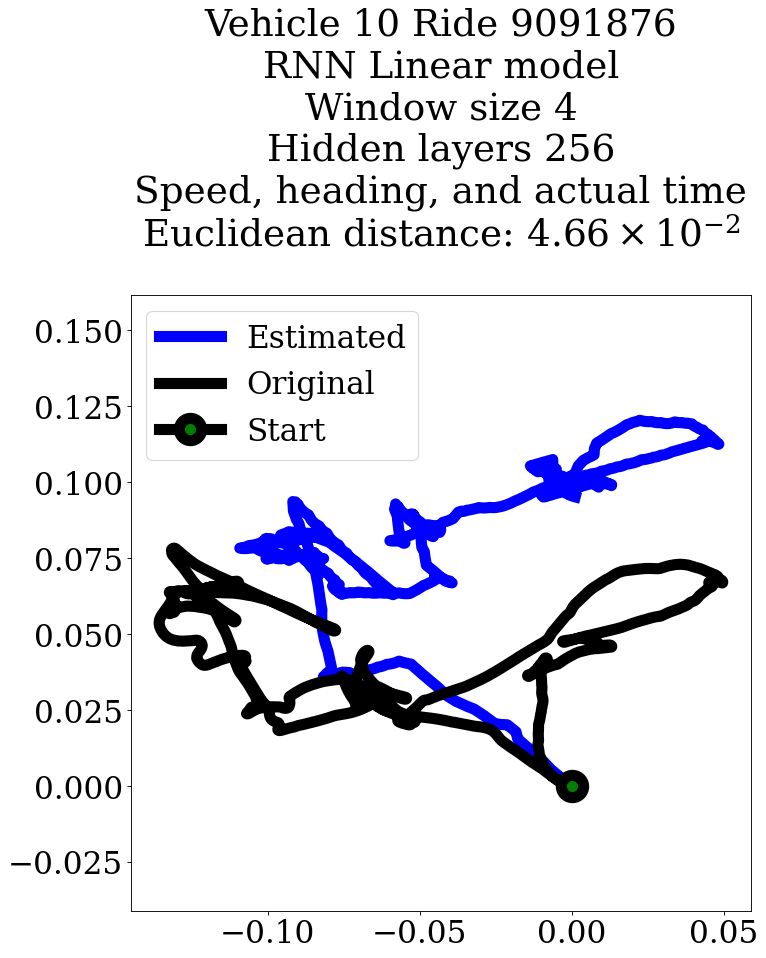 Vehicle 10 Ride 9091876
RNN Linear model
Window size 4
Hidden layers 256
Speed, heading, and actual time
Euclidean distance: 4.66 × 10⁻²
Estimated
Original
Start
0.150
0.125
0.100
0.075
0.050
0.025
0.000
−0.025
−0.10
−0.05
0.00
0.05